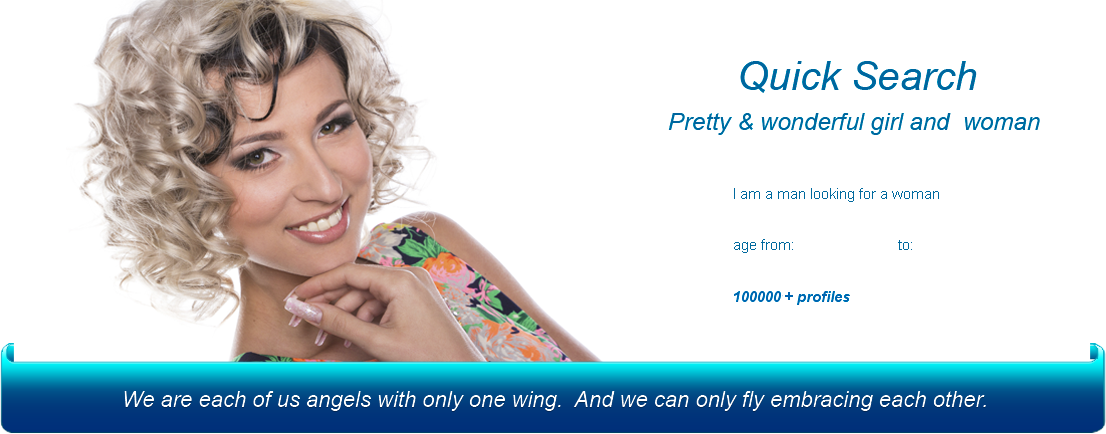 Quick Search
Pretty & wonderful girl and  woman
I am a man looking for a woman
age from: to:
100000 + profiles
We are each of us angels with only one wing.  And we can only fly embracing each other.